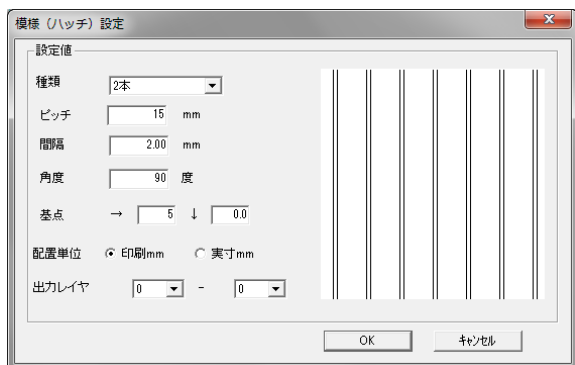 模様（ハッチ）設定
設定値
種類 2本
ピッチ 15 mm
間隔 2.00 mm
角度 90 度
基点 → 5 ↓ 0.0
配置単位 印刷mm 実寸mm
出力レイヤ 0 - 0
OK キャンセル